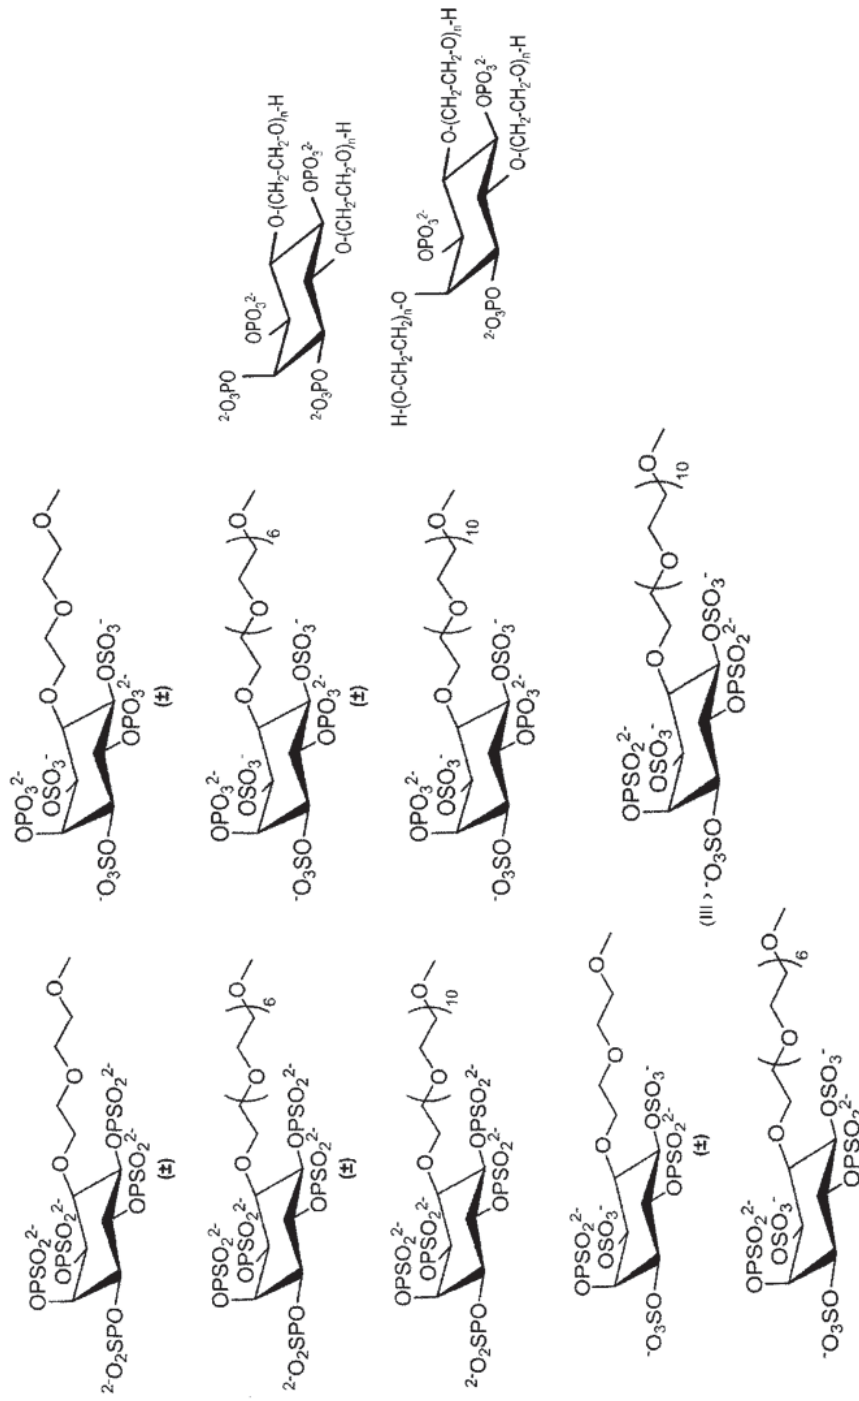 OPSO₂²⁻
OPSO₂²⁻
²⁻O₂SPO
O
O
O
OPSO₂²⁻
OPSO₂²⁻
(±)
OPO₃²⁻
OSO₃⁻
⁻O₃SO
O
O
O
OSO₃⁻
OPO₃²⁻
(±)
OPSO₂²⁻
OPSO₂²⁻
²⁻O₂SPO
O
O
O
6
OPSO₂²⁻
OPSO₂²⁻
(±)
OPO₃²⁻
OSO₃⁻
⁻O₃SO
O
O
O
6
OSO₃⁻
OPO₃²⁻
(±)
²⁻O₃PO
OPO₃²⁻
O-(CH₂-CH₂-O)ₙ-H
OPO₃²⁻
O-(CH₂-CH₂-O)ₙ-H
²⁻O₃PO
OPSO₂²⁻
OPSO₂²⁻
²⁻O₂SPO
O
O
O
10
OPSO₂²⁻
OPSO₂²⁻
OPO₃²⁻
OSO₃⁻
⁻O₃SO
O
O
O
10
OSO₃⁻
OPO₃²⁻
H-(O-CH₂-CH₂)ₙ-O
OPO₃²⁻
O-(CH₂-CH₂-O)ₙ-H
OPO₃²⁻
O-(CH₂-CH₂-O)ₙ-H
²⁻O₃PO
OPSO₂²⁻
OSO₃⁻
⁻O₃SO
O
O
O
OSO₃⁻
OPSO₂²⁻
(±)
OPSO₂²⁻
OSO₃⁻
(III > ⁻O₃SO
O
O
O
10
OSO₃⁻
OPSO₂²⁻
OPSO₂²⁻
OSO₃⁻
⁻O₃SO
O
O
O
6
OSO₃⁻
OPSO₂²⁻